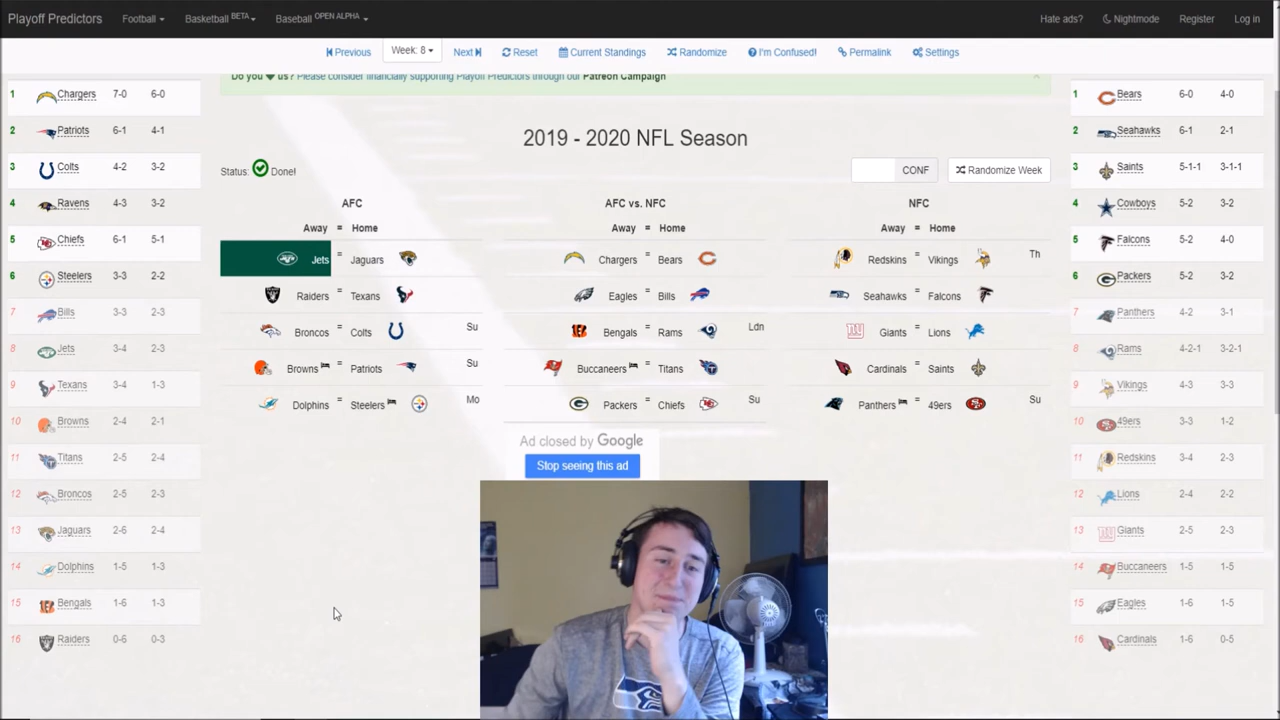 Playoff Predictors Football Basketball BETA Baseball OPEN ALPHA Hate ads? Nightmode Register Log in
Previous Week: 8 Next Reset Current Standings Randomize I'm Confused! Permalink Settings
Do you us? Please consider financially supporting Playoff Predictors through our Patreon Campaign
2019 - 2020 NFL Season
Status: Done! CONF Randomize Week
AFC AFC vs. NFC NFC
Away = Home Away = Home Away = Home
Jets = Jaguars Chargers = Bears Redskins = Vikings Th
Raiders = Texans Eagles = Bills Seahawks = Falcons
Broncos = Colts Su Bengals = Rams Ldn Giants = Lions
Browns = Patriots Su Buccaneers = Titans Cardinals = Saints
Dolphins = Steelers Mo Packers = Chiefs Su Panthers = 49ers Su
Ad closed by Google
Stop seeing this ad
1 Chargers 7-0 6-0
2 Patriots 6-1 4-1
3 Colts 4-2 3-2
4 Ravens 4-3 3-2
5 Chiefs 6-1 5-1
6 Steelers 3-3 2-2
7 Bills 3-3 2-3
8 Jets 3-4 2-3
9 Texans 3-4 1-3
10 Browns 2-4 2-1
11 Titans 2-5 2-4
12 Broncos 2-5 2-3
13 Jaguars 2-6 2-4
14 Dolphins 1-5 1-3
15 Bengals 1-6 1-3
16 Raiders 0-6 0-3
1 Bears 6-0 4-0
2 Seahawks 6-1 2-1
3 Saints 5-1-1 3-1-1
4 Cowboys 5-2 3-2
5 Falcons 5-2 4-0
6 Packers 5-2 3-2
7 Panthers 4-2 3-1
8 Rams 4-2-1 3-2-1
9 Vikings 4-3 3-3
10 49ers 3-3 1-2
11 Redskins 3-4 2-3
12 Lions 2-4 2-2
13 Giants 2-5 2-3
14 Buccaneers 1-5 1-5
15 Eagles 1-6 1-5
16 Cardinals 1-6 0-5